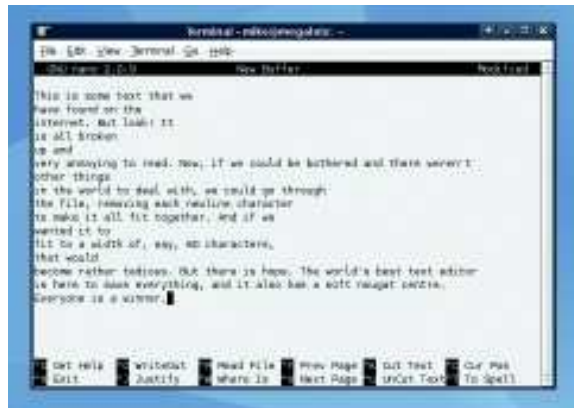 Terminal - mike@megalolz: ~
File Edit View Terminal Go Help
GNU nano 2.0.9 New Buffer Modified
This is some text that we
have found on the
internet. But look! It
is all broken
up and
very annoying to read. Now, if we could be bothered and there weren't
other things
in the world to deal with, we could go through
the file, removing each newline character
to make it all fit together. And if we
wanted it to
fit to a width of, say, 80 characters,
that would
become rather tedious. But there is hope. The world's best text editor
is here to save everything, and it also has a soft nougat centre.
Everyone is a winner.
Get Help WriteOut Read File Prev Page Cut Text Cur Pos
Exit Justify Where Is Next Page UnCut Text To Spell